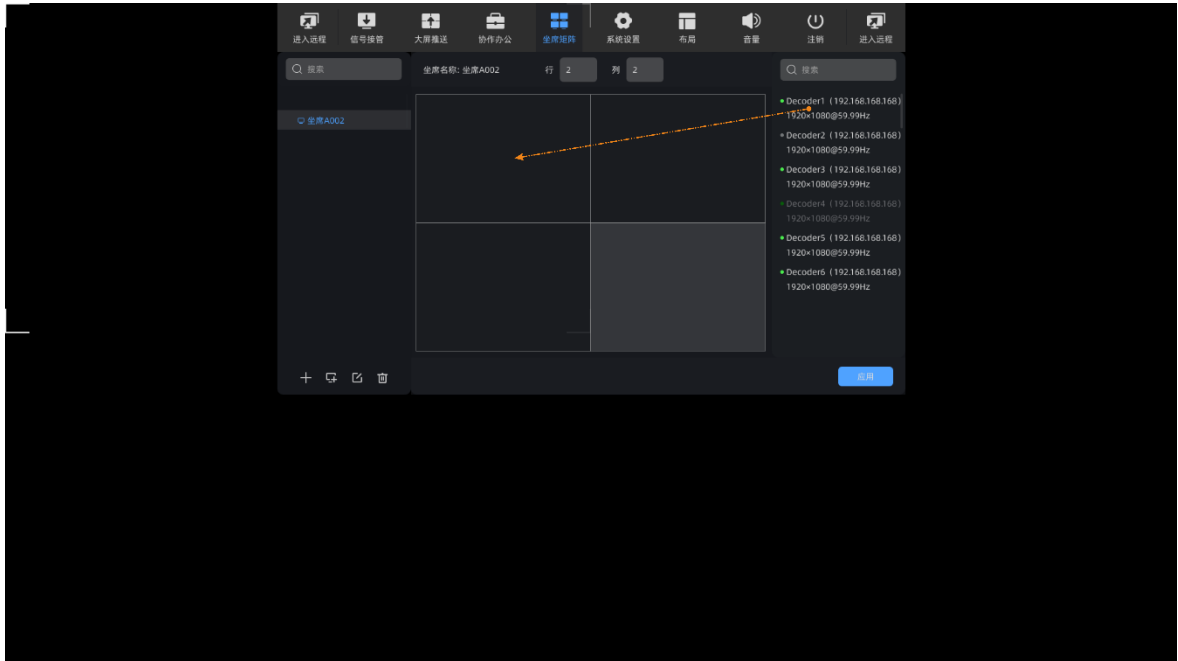 进入远程 信号接管 大屏推送 协作办公 坐席矩阵 系统设置 布局 音量 注销 进入远程
搜索
坐席名称: 坐席A002 行 2 列 2
搜索
坐席A002
Decoder1（192.168.168.168）
1920×1080@59.99Hz
Decoder2（192.168.168.168）
1920×1080@59.99Hz
Decoder3（192.168.168.168）
1920×1080@59.99Hz
Decoder4（192.168.168.168）
1920×1080@59.99Hz
Decoder5（192.168.168.168）
1920×1080@59.99Hz
Decoder6（192.168.168.168）
1920×1080@59.99Hz
应用